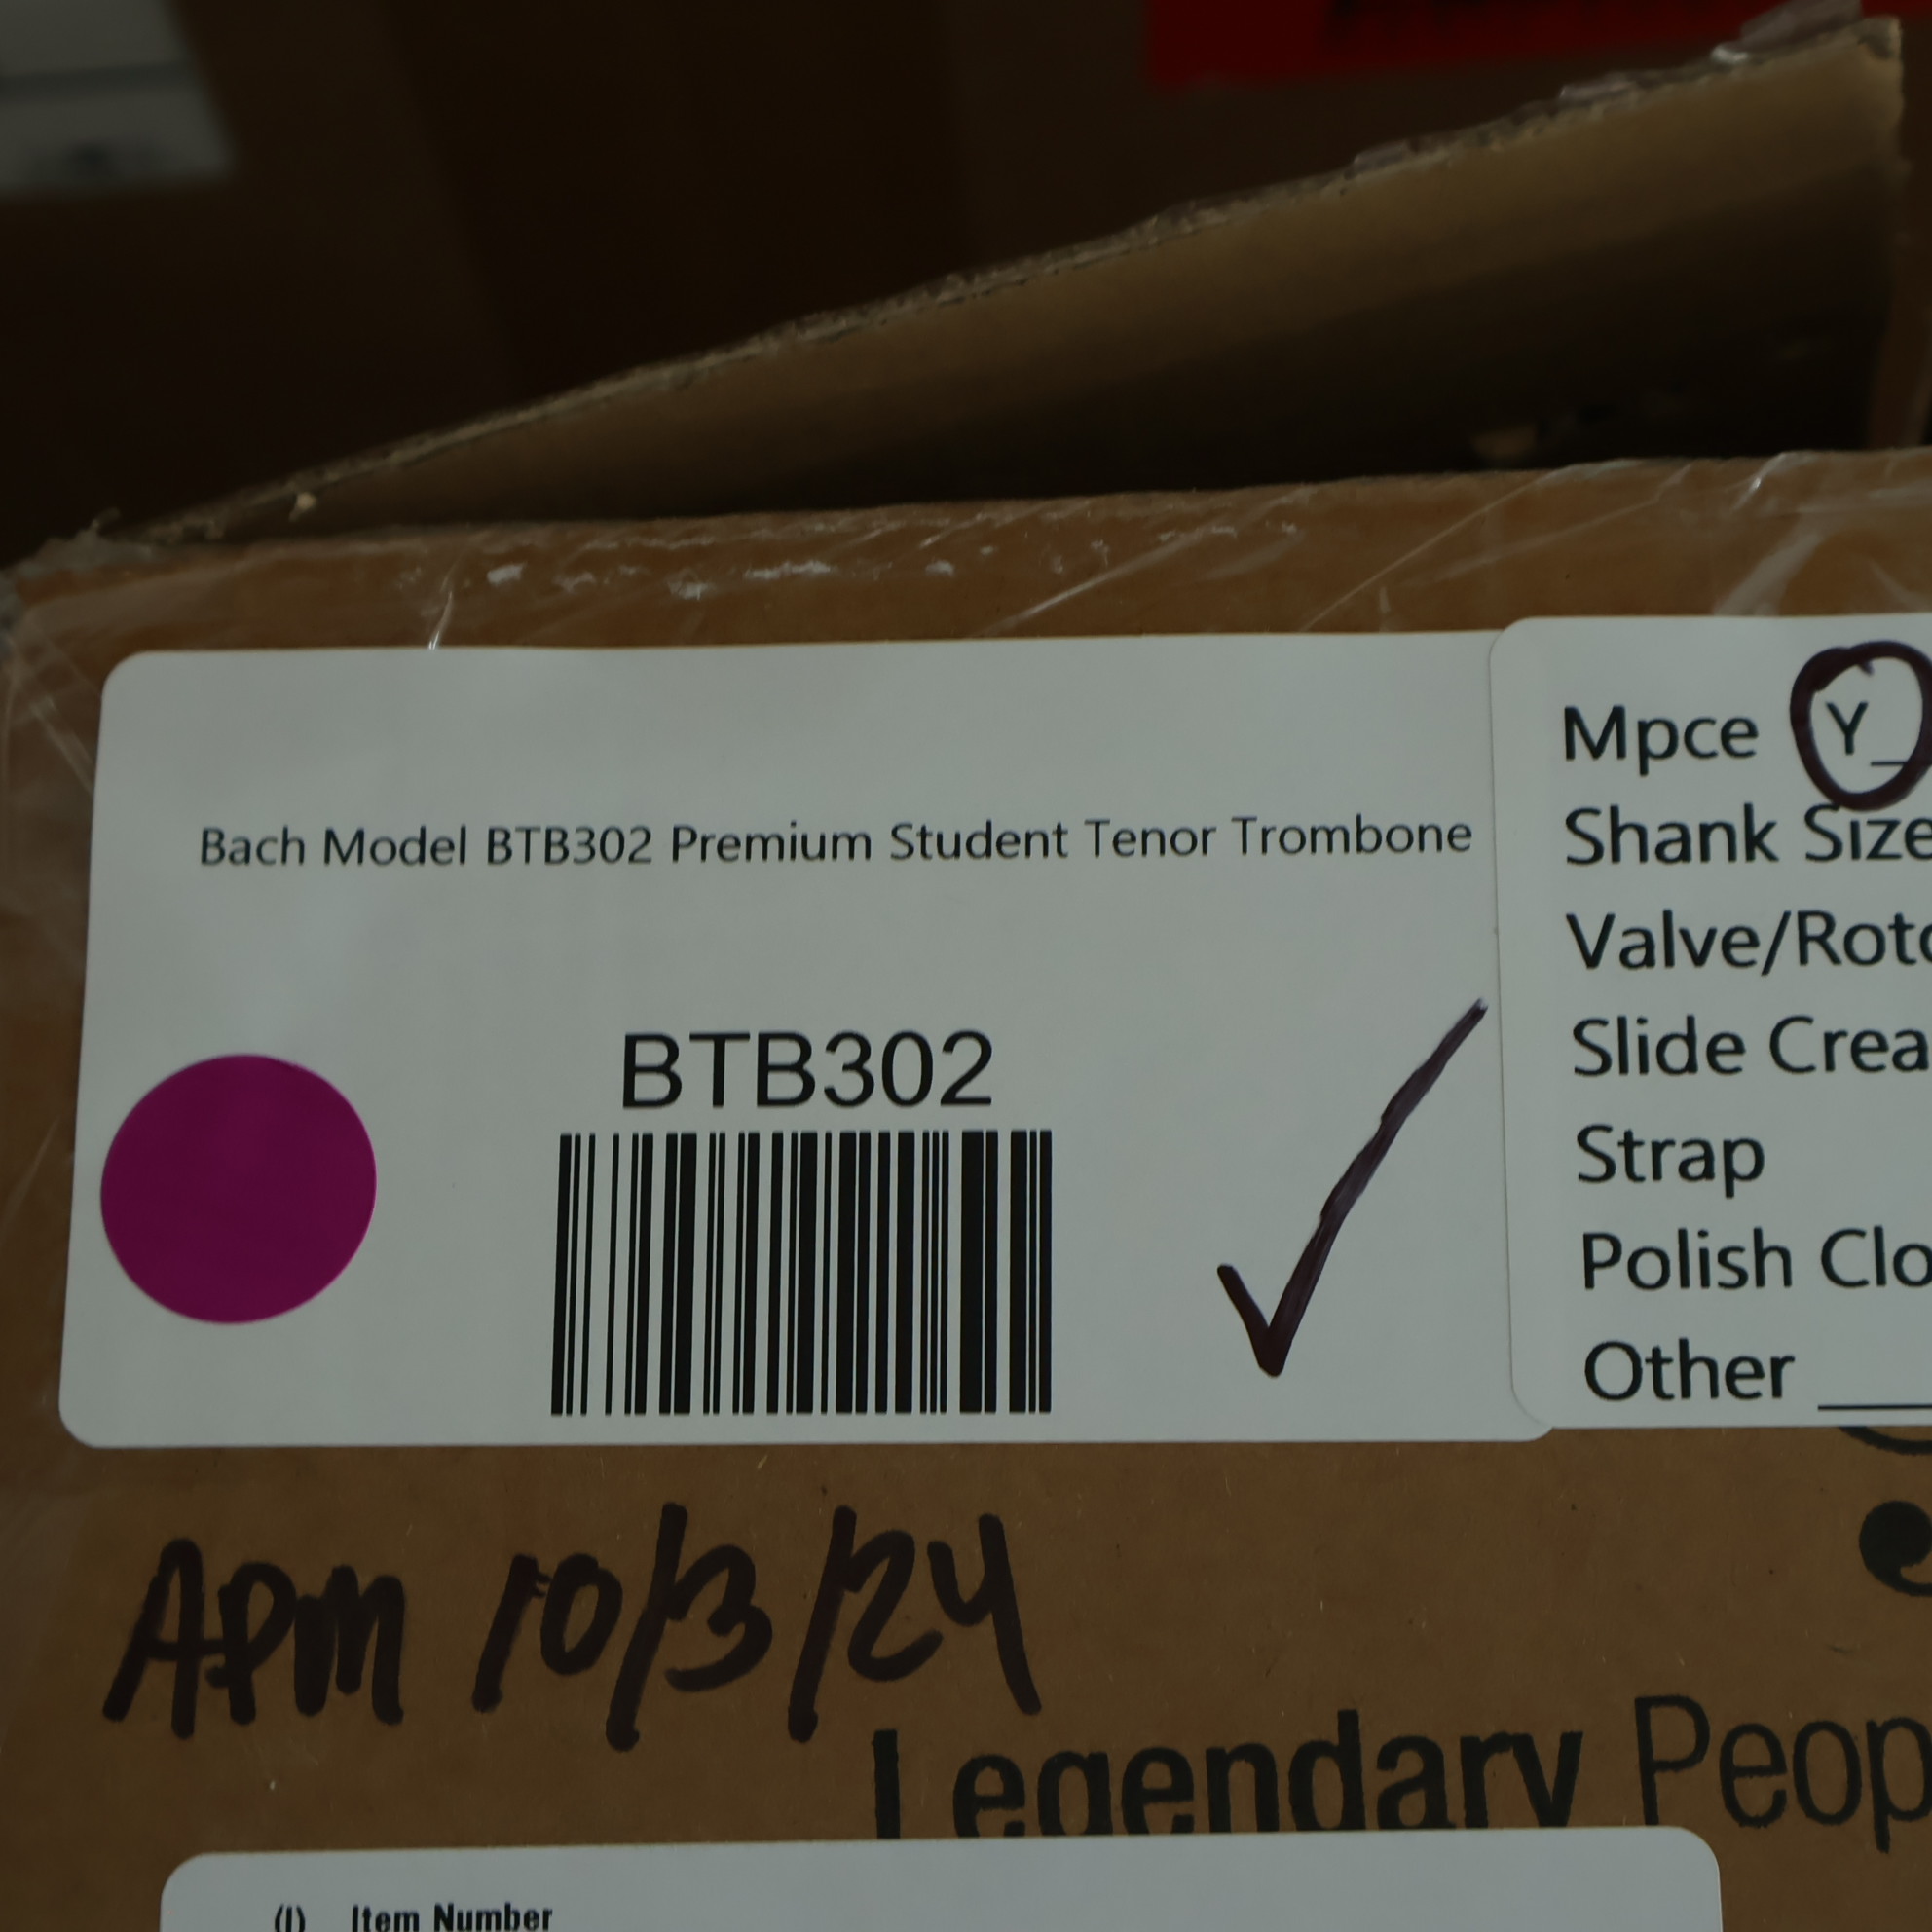 Bach Model BTB302 Premium Student Tenor Trombone
BTB302
Mpce Y_
Shank Size
Valve/Roto
Slide Crea
Strap
Polish Clo
Other ____
APM 10/3/24
Legendary Peop
(I) Item Number